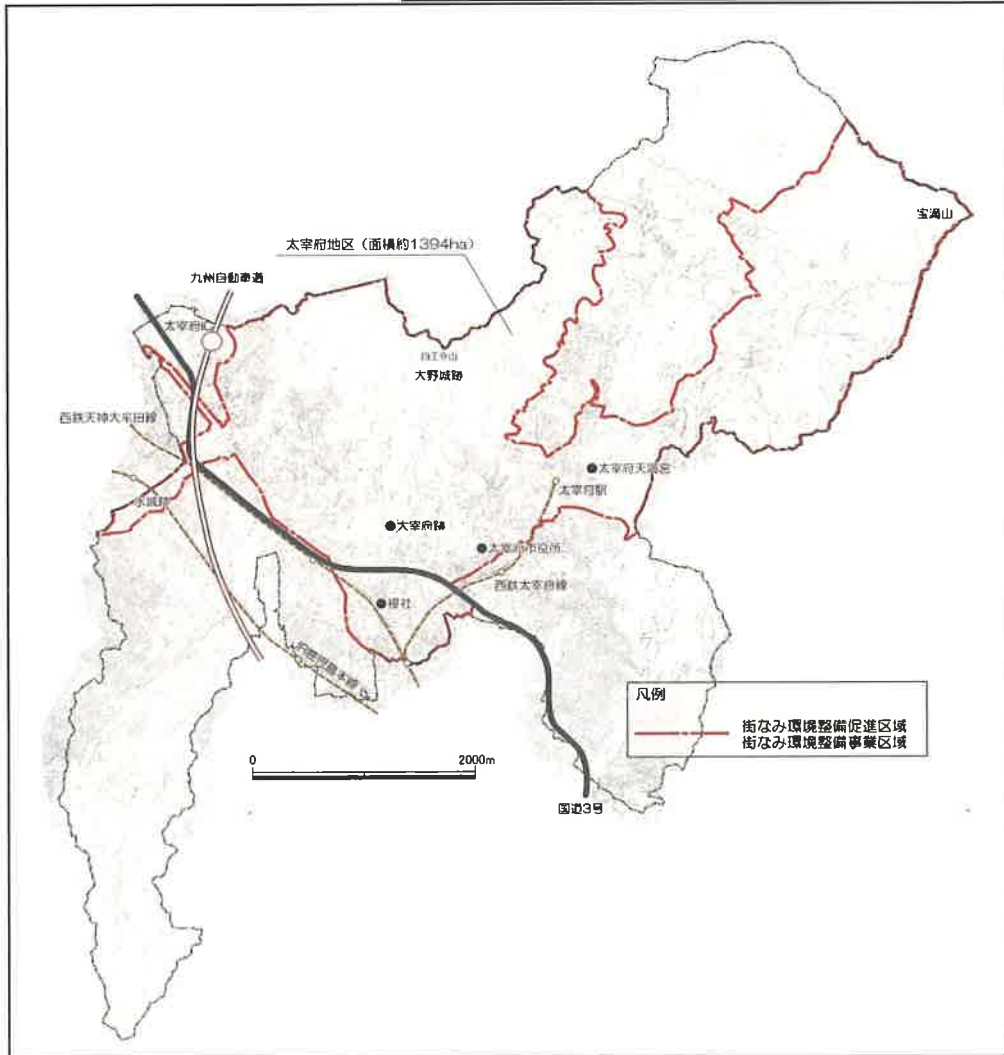 宝満山
太宰府地区（面積約1394ha）
九州自動車道
太宰府IC
大野城跡
西鉄天神大牟田線
太宰府天満宮
太宰府駅
水城跡
大宰府跡
太宰府市役所
西鉄太宰府線
榎社
凡例
街なみ環境整備促進区域
街なみ環境整備事業区域
0 2000m
国道3号